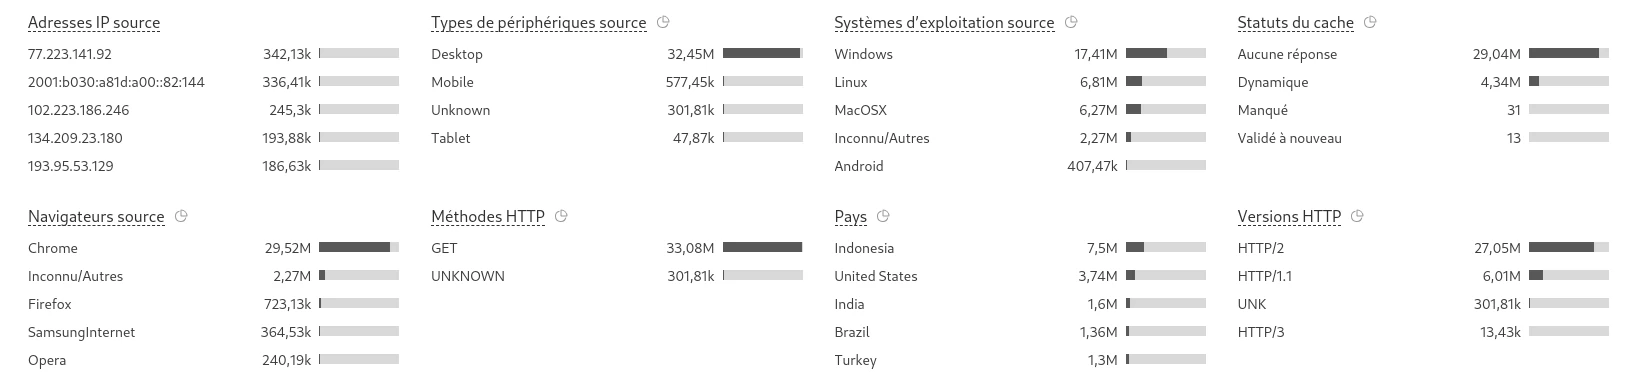 Adresses IP source
77.223.141.92 342,13k
2001:b030:a81d:a00::82:144 336,41k
102.223.186.246 245,3k
134.209.23.180 193,88k
193.95.53.129 186,63k
Types de périphériques source
Desktop 32,45M
Mobile 577,45k
Unknown 301,81k
Tablet 47,87k
Systèmes d’exploitation source
Windows 17,41M
Linux 6,81M
MacOSX 6,27M
Inconnu/Autres 2,27M
Android 407,47k
Statuts du cache
Aucune réponse 29,04M
Dynamique 4,34M
Manqué 31
Validé à nouveau 13
Navigateurs source
Chrome 29,52M
Inconnu/Autres 2,27M
Firefox 723,13k
SamsungInternet 364,53k
Opera 240,19k
Méthodes HTTP
GET 33,08M
UNKNOWN 301,81k
Pays
Indonesia 7,5M
United States 3,74M
India 1,6M
Brazil 1,36M
Turkey 1,3M
Versions HTTP
HTTP/2 27,05M
HTTP/1.1 6,01M
UNK 301,81k
HTTP/3 13,43k